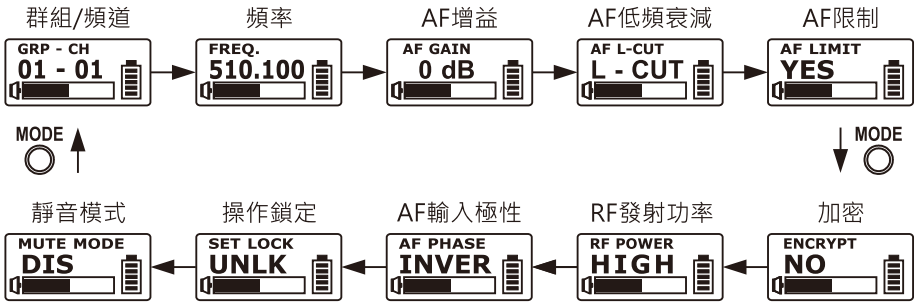 群組/頻道
GRP - CH
01 - 01
頻率
FREQ.
510.100
AF增益
AF GAIN
0 dB
AF低頻衰減
AF L-CUT
L - CUT
AF限制
AF LIMIT
YES
MODE
MODE
靜音模式
MUTE MODE
DIS
操作鎖定
SET LOCK
UNLK
AF輸入極性
AF PHASE
INVER
RF發射功率
RF POWER
HIGH
加密
ENCRYPT
NO